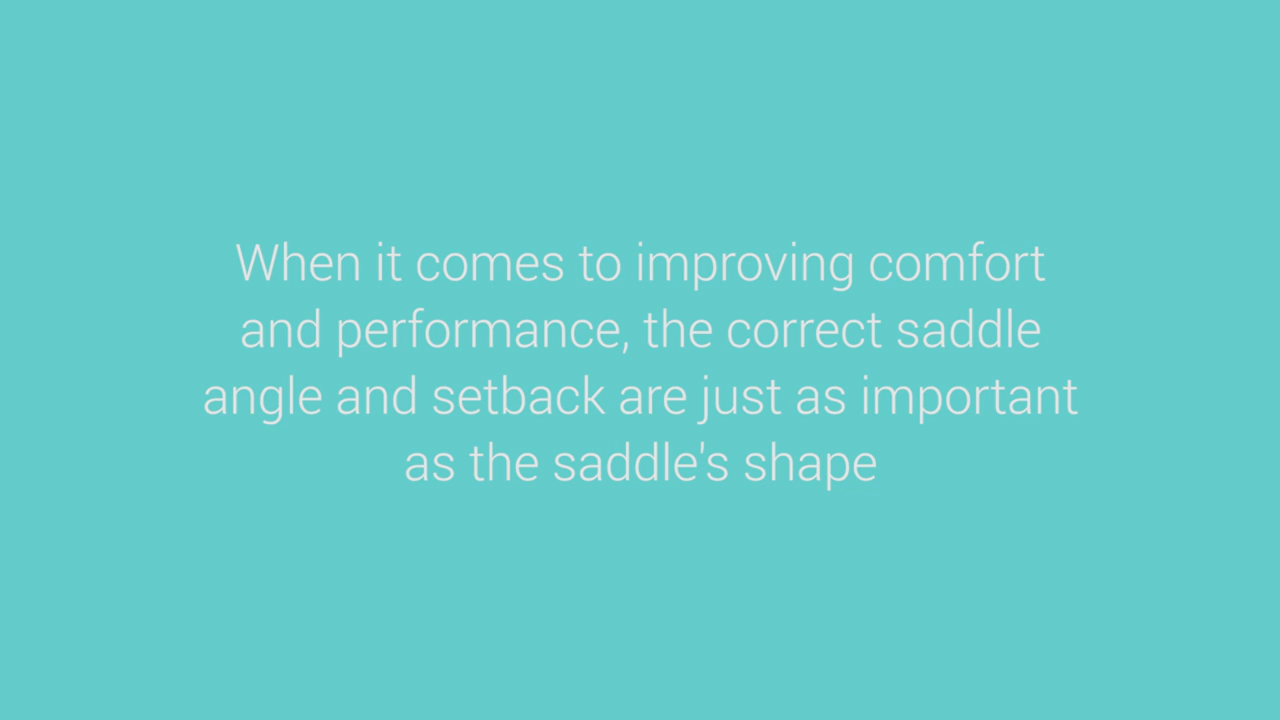 When it comes to improving comfort
and performance, the correct saddle
angle and setback are just as important
as the saddle's shape